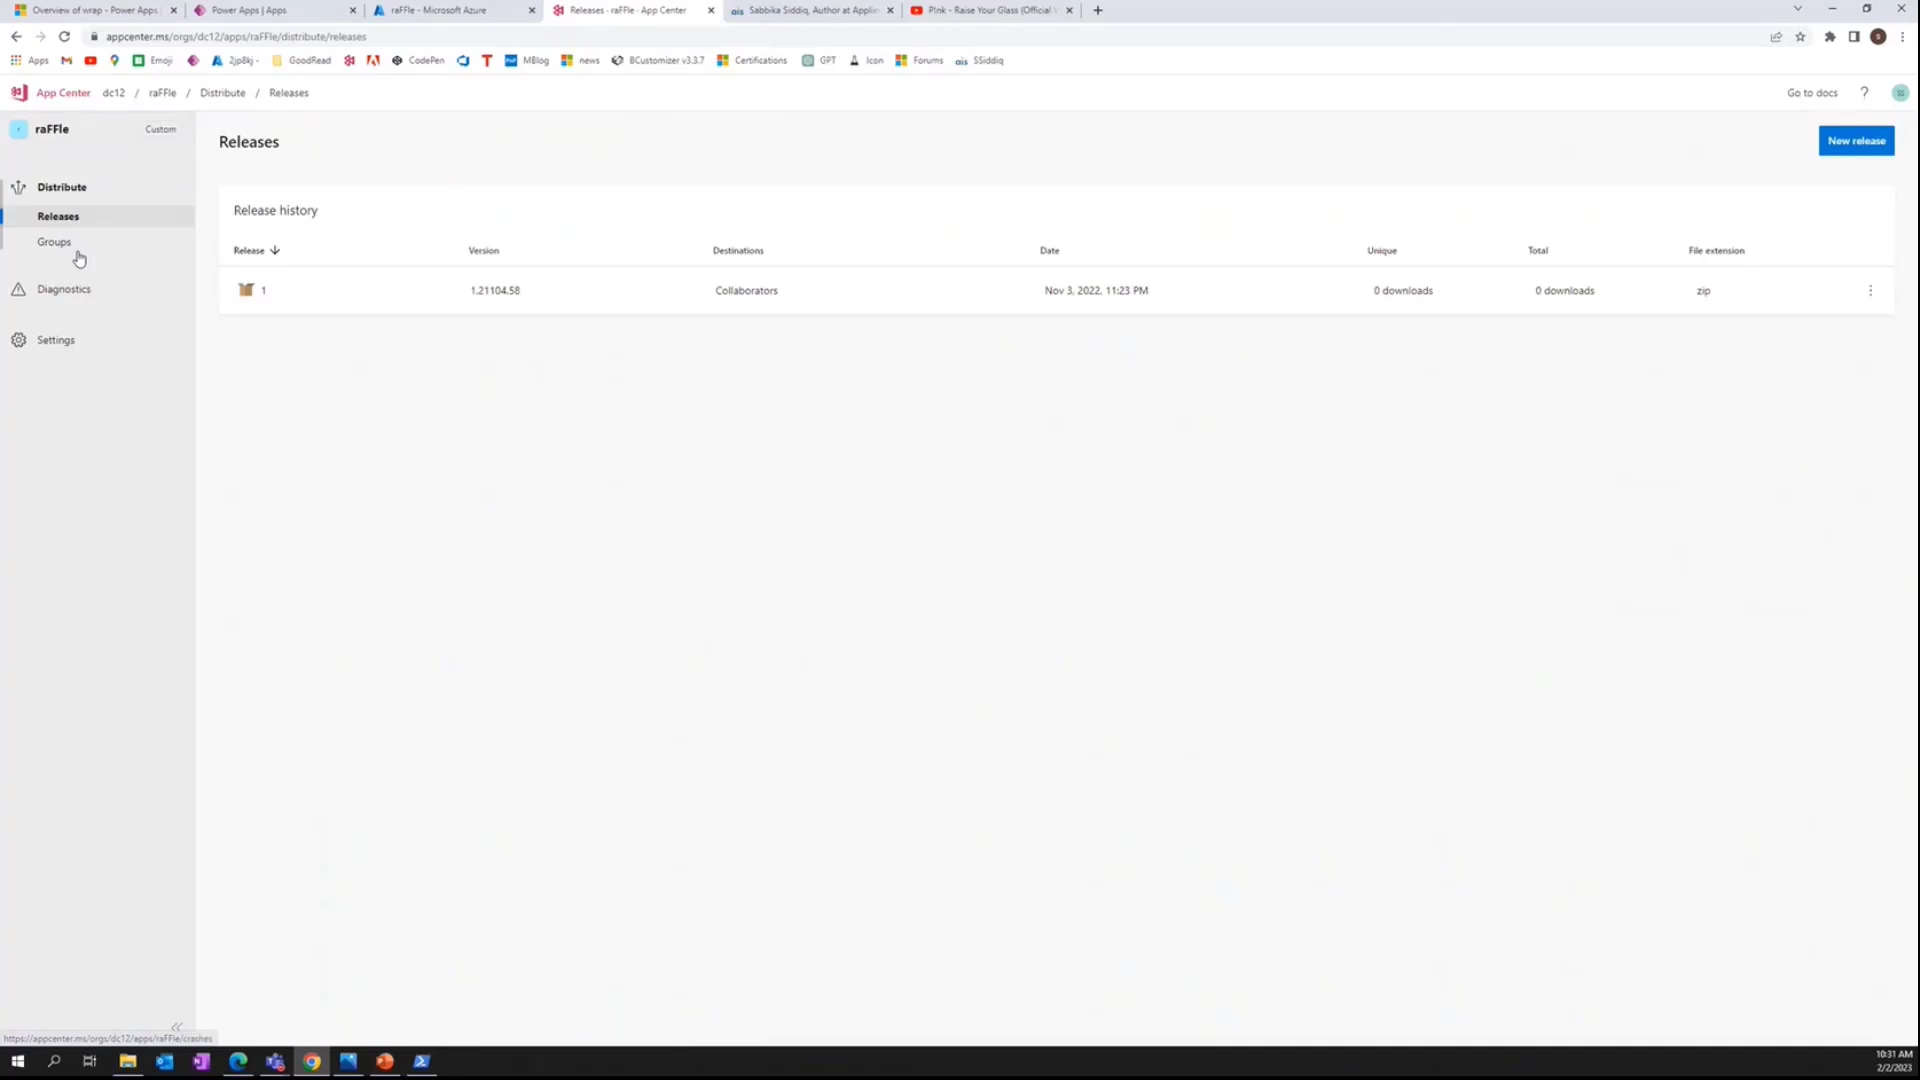 Overview of wrap - Power Apps
Power Apps | Apps
raFFle - Microsoft Azure
Releases - raFFle - App Center
Sabbika Siddiq, Author at Applie
P!nk - Raise Your Glass (Official V
appcenter.ms/orgs/dc12/apps/raFFle/distribute/releases
Apps
Emoji
2jp8kj -
GoodRead
CodePen
MBlog
news
BCustomizer v3.3.7
Certifications
GPT
Icon
Forums
ais SSiddiq
App Center dc12 / raFFle / Distribute / Releases
Go to docs ? SS
raFFle Custom
Releases
New release
Distribute
Releases
Groups
Diagnostics
Settings
Release history
Release Version Destinations Date Unique Total File extension
1 1.21104.58 Collaborators Nov 3, 2022, 11:23 PM 0 downloads 0 downloads zip
https://appcenter.ms/orgs/dc12/apps/raFFle/crashes
10:31 AM
2/2/2023